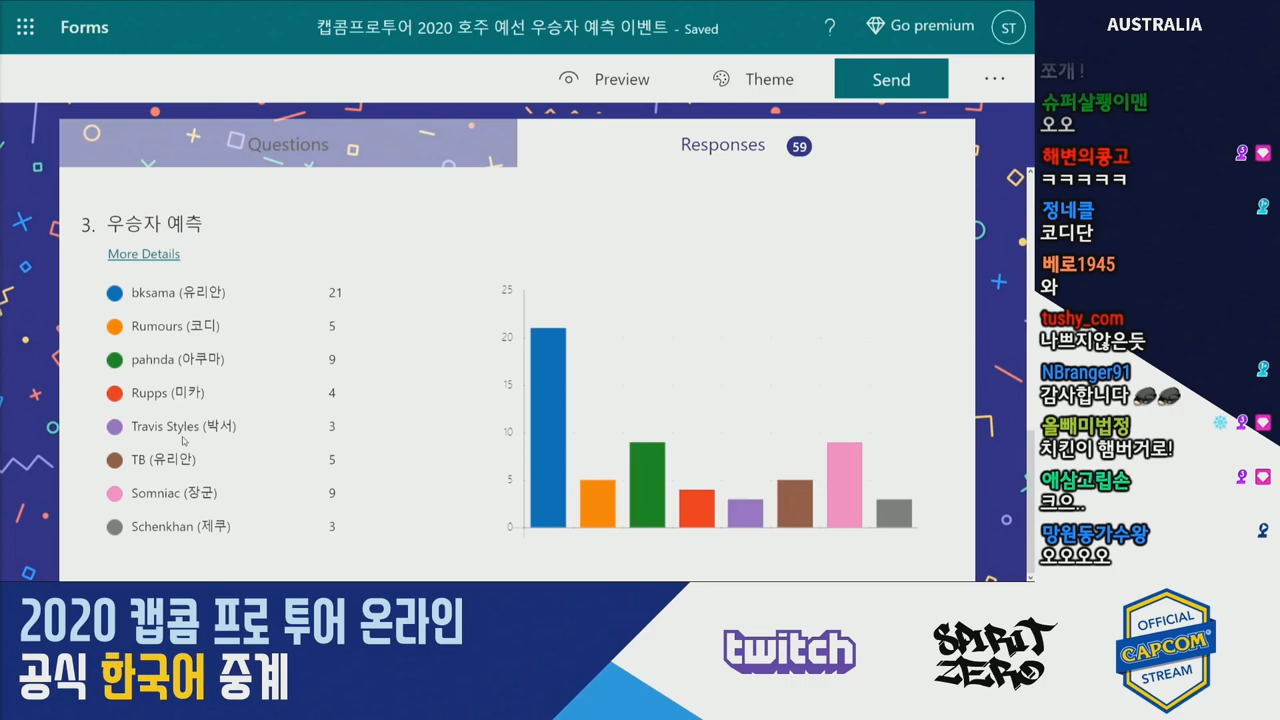 Forms
캡콤프로투어 2020 호주 예선 우승자 예측 이벤트 - Saved
?
Go premium
ST
Preview
Theme
Send
...
Questions
Responses 59
3. 우승자 예측
More Details
bksama (유리안) 21
Rumours (코디) 5
pahnda (아쿠마) 9
Rupps (미카) 4
Travis Styles (박서) 3
TB (유리안) 5
Somniac (장군) 9
Schenkhan (제쿠) 3
25
20
15
10
5
0
AUSTRALIA
쪼개 !
슈퍼살쾡이맨
오오
해변의콩고
ㅋㅋㅋㅋㅋ
정네클
코디단
베로1945
와
tushy_com
나쁘지않은듯
NBranger91
감사합니다
올빼미법정
치킨이 햄버거로!
애삼고립손
크으..
망원동가수왕
오오오오
2020 캡콤 프로 투어 온라인
공식 한국어 중계
twitch
SPIRIT
ZERO
OFFICIAL
CAPCOM
STREAM